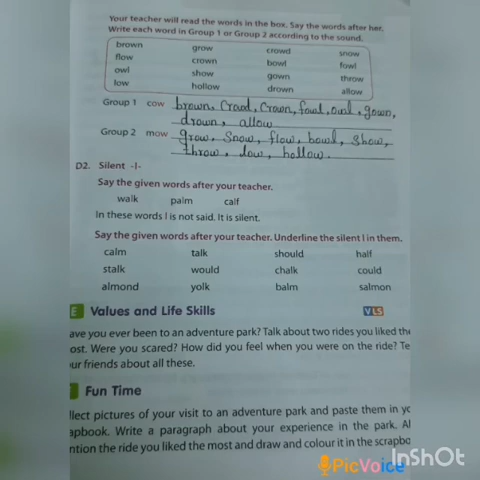 Your teacher will read the words in the box. Say the words after her.
Write each word in Group 1 or Group 2 according to the sound.
brown grow crowd snow
flow crown bowl fowl
owl show gown throw
low hollow drown allow
Group 1 cow brown, Crowd, Crown, fowl, owl, gown,
drown, allow
Group 2 mow grow, Snow, flow, bowl, Show,
throw, low, hollow.
D2. Silent -l-
Say the given words after your teacher.
walk palm calf
In these words l is not said. It is silent.
Say the given words after your teacher. Underline the silent l in them.
calm talk should half
stalk would chalk could
almond yolk balm salmon
E Values and Life Skills VLS
ave you ever been to an adventure park? Talk about two rides you liked the
ost. Were you scared? How did you feel when you were on the ride? Te
ur friends about all these.
Fun Time
llect pictures of your visit to an adventure park and paste them in yo
apbook. Write a paragraph about your experience in the park. Al
ntion the ride you liked the most and draw and colour it in the scrapbo
PicVoice
Made With
InShOt